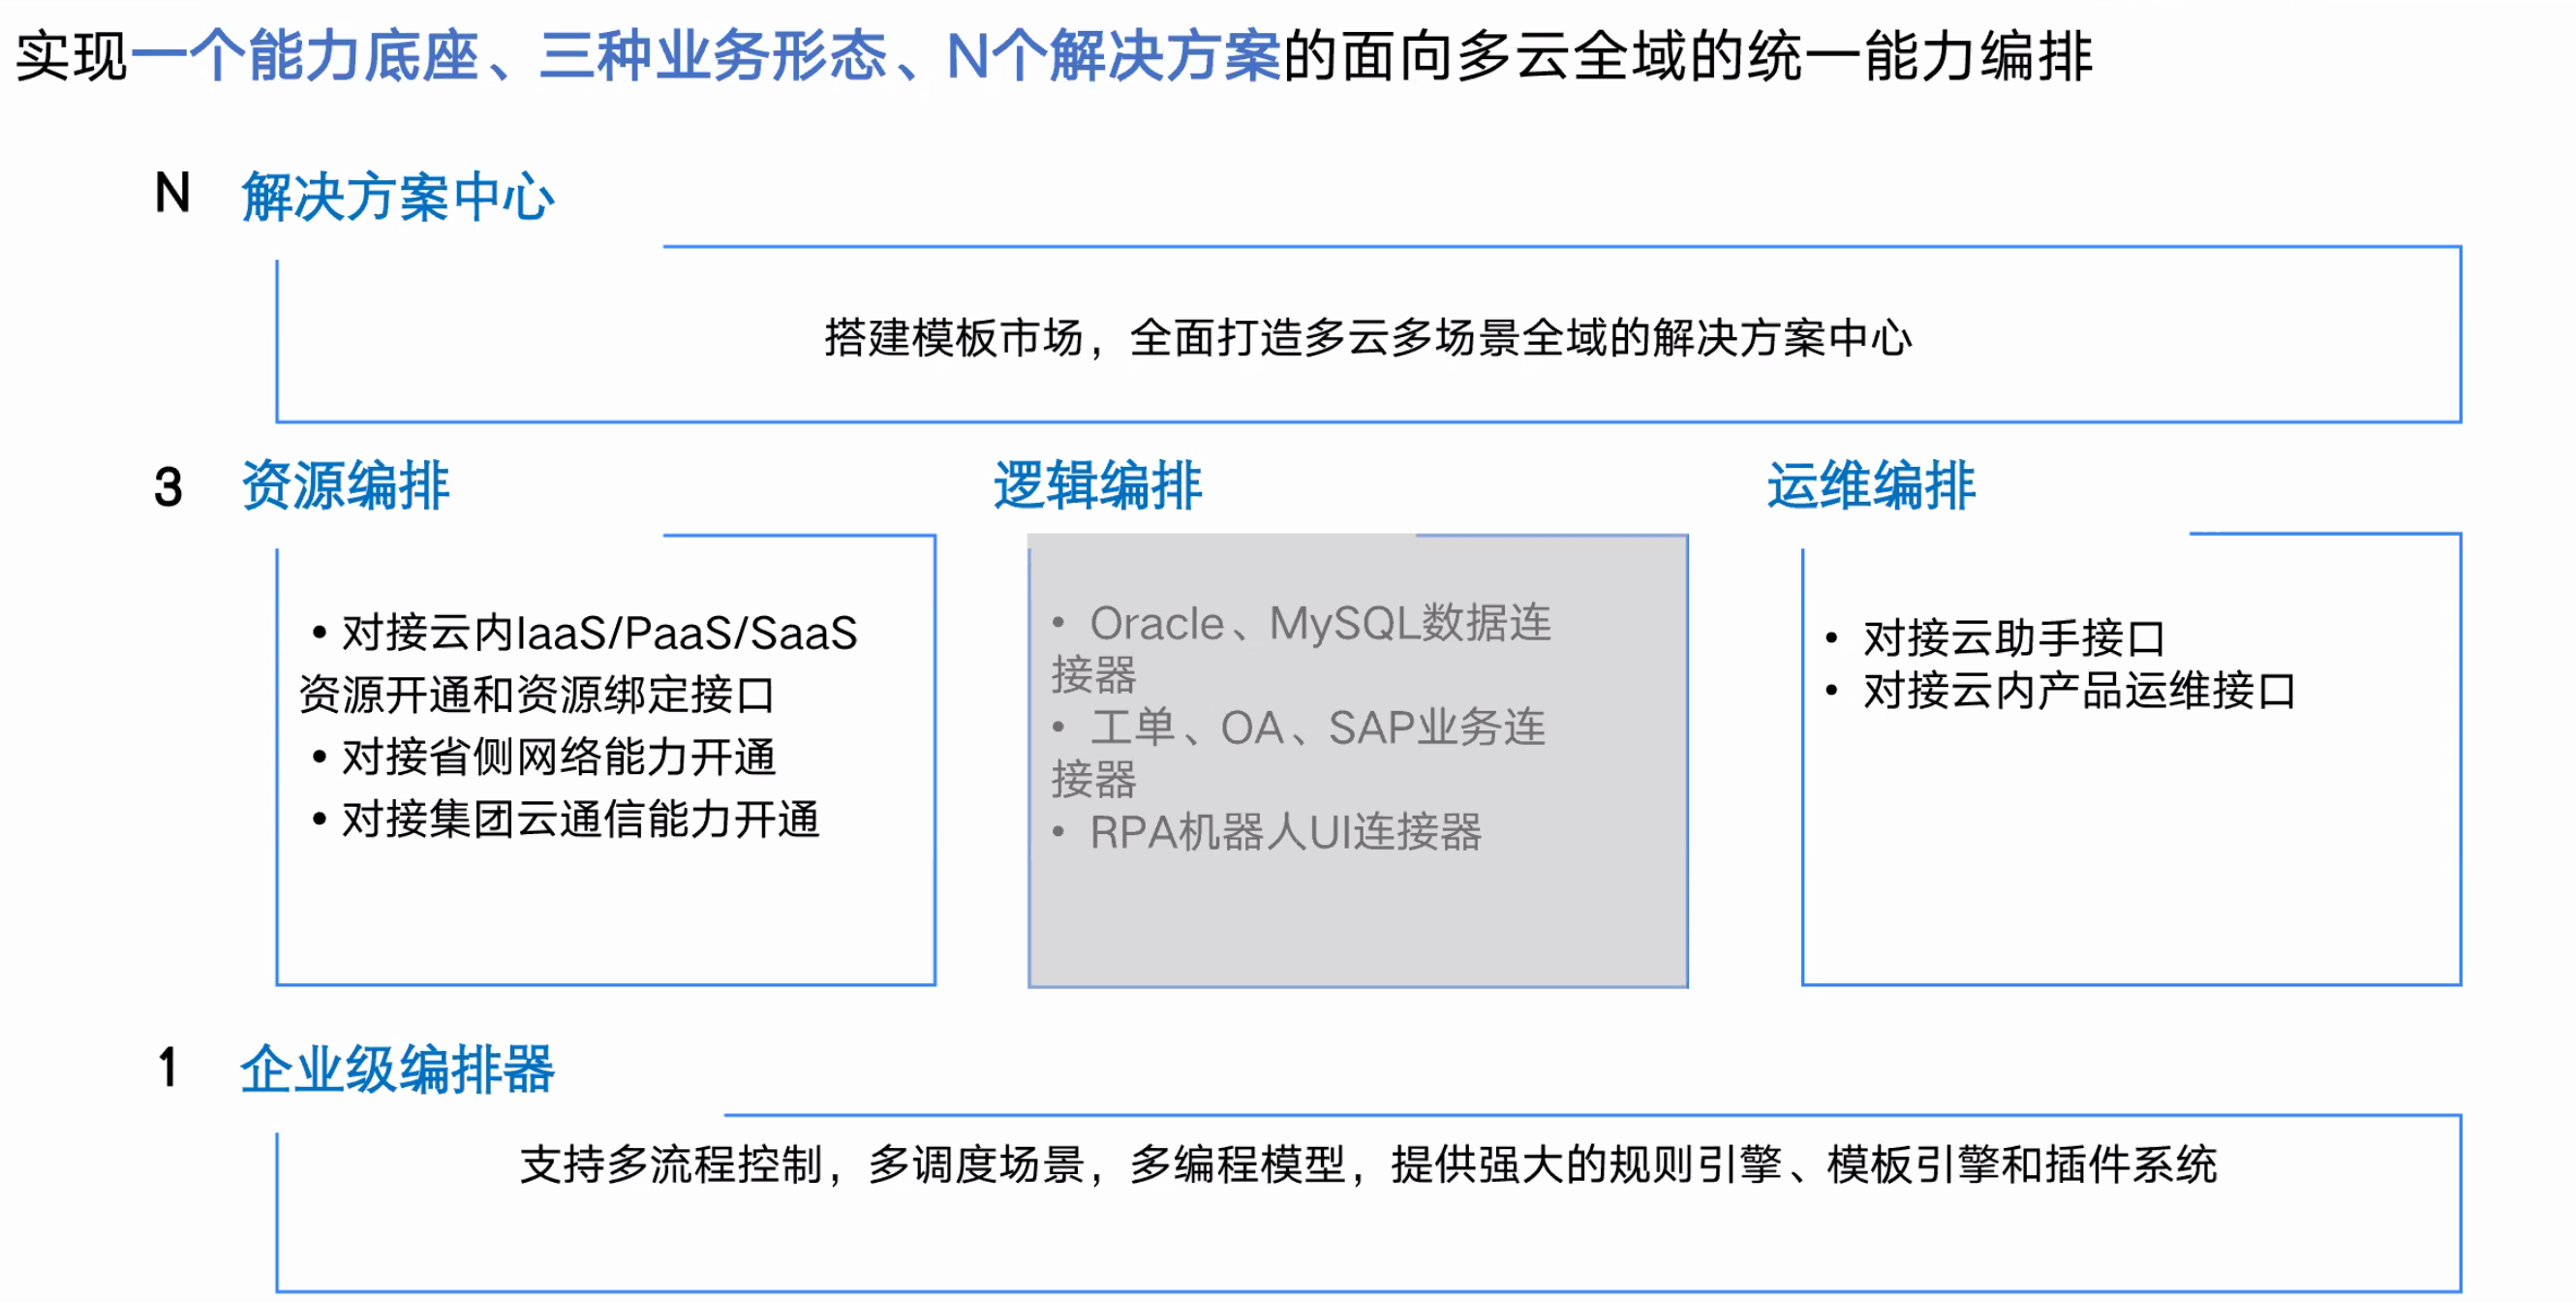 实现一个能力底座、三种业务形态、N个解决方案的面向多云全域的统一能力编排
N 解决方案中心
搭建模板市场，全面打造多云多场景全域的解决方案中心
3 资源编排
• 对接云内IaaS/PaaS/SaaS
资源开通和资源绑定接口
• 对接省侧网络能力开通
• 对接集团云通信能力开通
逻辑编排
• Oracle、MySQL数据连
接器
• 工单、OA、SAP业务连
接器
• RPA机器人UI连接器
运维编排
• 对接云助手接口
• 对接云内产品运维接口
1 企业级编排器
支持多流程控制，多调度场景，多编程模型，提供强大的规则引擎、模板引擎和插件系统